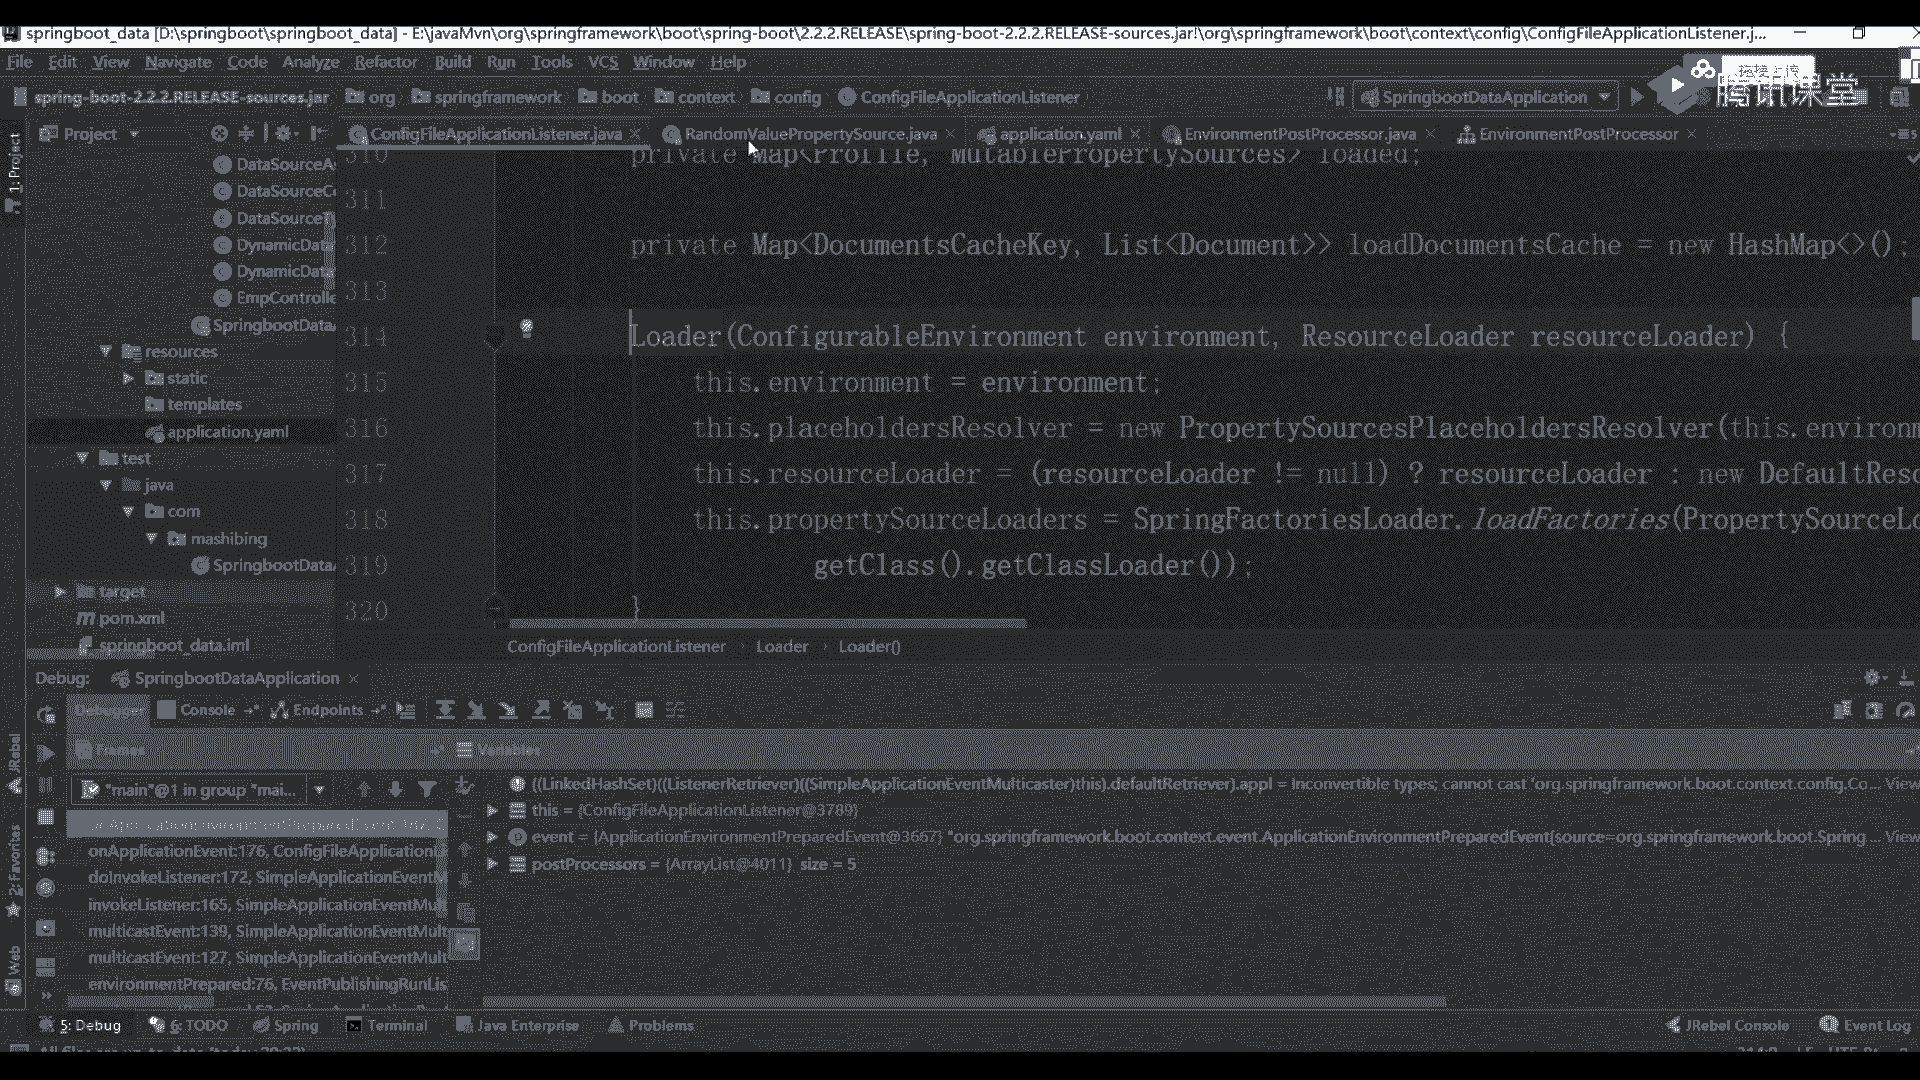 springboot_data [D:\springboot\springboot_data] - E:\javaMvn\org\springframework\boot\spring-boot\2.2.2.RELEASE\spring-boot-2.2.2.RELEASE-sources.jar!\org\springframework\boot\context\config\ConfigFileApplicationListener.j...
File Edit View Navigate Code Analyze Refactor Build Run Tools VCS Window Help
腾讯课堂
spring-boot-2.2.2.RELEASE-sources.jar org springframework boot context config ConfigFileApplicationListener SpringbootDataApplication
Project ConfigFileApplicationListener.java RandomValuePropertySource.java application.yaml EnvironmentPostProcessor.java EnvironmentPostProcessor
1: Project
DataSourceA
DataSourceC
DataSourceT
DynamicData
DynamicData
EmpControlle
SpringbootData
resources
static
templates
application.yaml
test
java
com
mashibing
SpringbootData
target
pom.xml
springboot_data.iml
310 private Map<Profile, MutablePropertySources> loaded;
311
312 private Map<DocumentsCacheKey, List<Document>> loadDocumentsCache = new HashMap<>();
313
314 Loader(ConfigurableEnvironment environment, ResourceLoader resourceLoader) {
315 this.environment = environment;
316 this.placeholdersResolver = new PropertySourcesPlaceholdersResolver(this.environm
317 this.resourceLoader = (resourceLoader != null) ? resourceLoader : new DefaultReso
318 this.propertySourceLoaders = SpringFactoriesLoader.loadFactories(PropertySourceLo
319 getClass().getClassLoader());
320 }
ConfigFileApplicationListener Loader Loader()
Debug: SpringbootDataApplication
Debugger Console Endpoints
Frames Variables
"main"@1 in group "mai...
onApplicationEvent:176, ConfigFileApplicationL
doInvokeListener:172, SimpleApplicationEventM
invokeListener:165, SimpleApplicationEventMul
multicastEvent:139, SimpleApplicationEventMult
multicastEvent:127, SimpleApplicationEventMult
environmentPrepared:76, EventPublishingRunLis
((LinkedHashSet)((ListenerRetriever)((SimpleApplicationEventMulticaster)this).defaultRetriever).appl = Inconvertible types; cannot cast 'org.springframework.boot.context.config.Co... View
this = {ConfigFileApplicationListener@3789}
event = {ApplicationEnvironmentPreparedEvent@3667} "org.springframework.boot.context.event.ApplicationEnvironmentPreparedEvent[source=org.springframework.boot.Spring ... View
postProcessors = {ArrayList@4011} size = 5
JRebel
2: Favorites
Web
5: Debug 6: TODO Spring Terminal Java Enterprise Problems JRebel Console Event Log